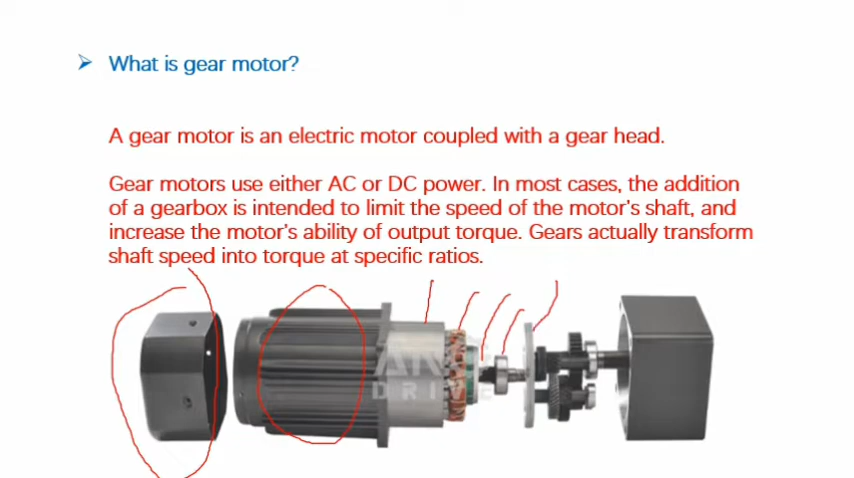 ➤ What is gear motor?
A gear motor is an electric motor coupled with a gear head.
Gear motors use either AC or DC power. In most cases, the addition
of a gearbox is intended to limit the speed of the motor's shaft, and
increase the motor's ability of output torque. Gears actually transform
shaft speed into torque at specific ratios.
DRIVE